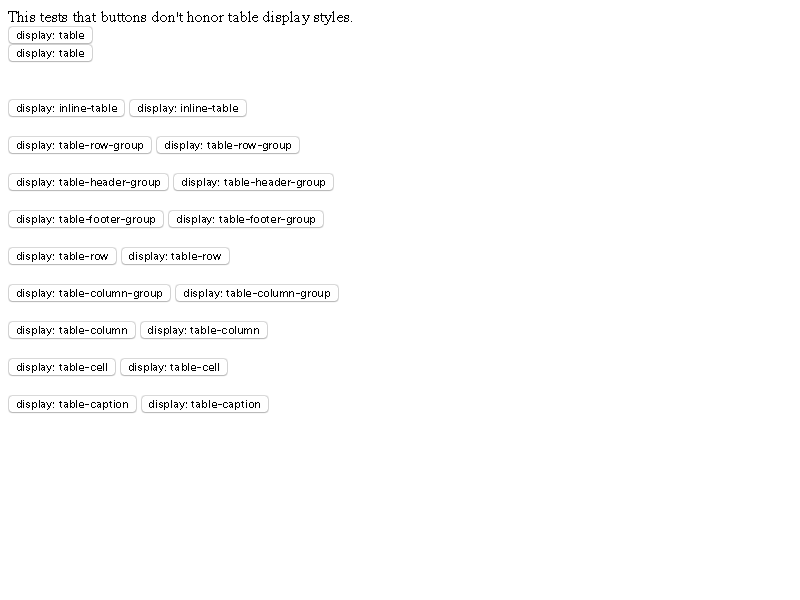 This tests that buttons don't honor table display styles.
display: table
display: table
display: inline-table display: inline-table
display: table-row-group display: table-row-group
display: table-header-group display: table-header-group
display: table-footer-group display: table-footer-group
display: table-row display: table-row
display: table-column-group display: table-column-group
display: table-column display: table-column
display: table-cell display: table-cell
display: table-caption display: table-caption